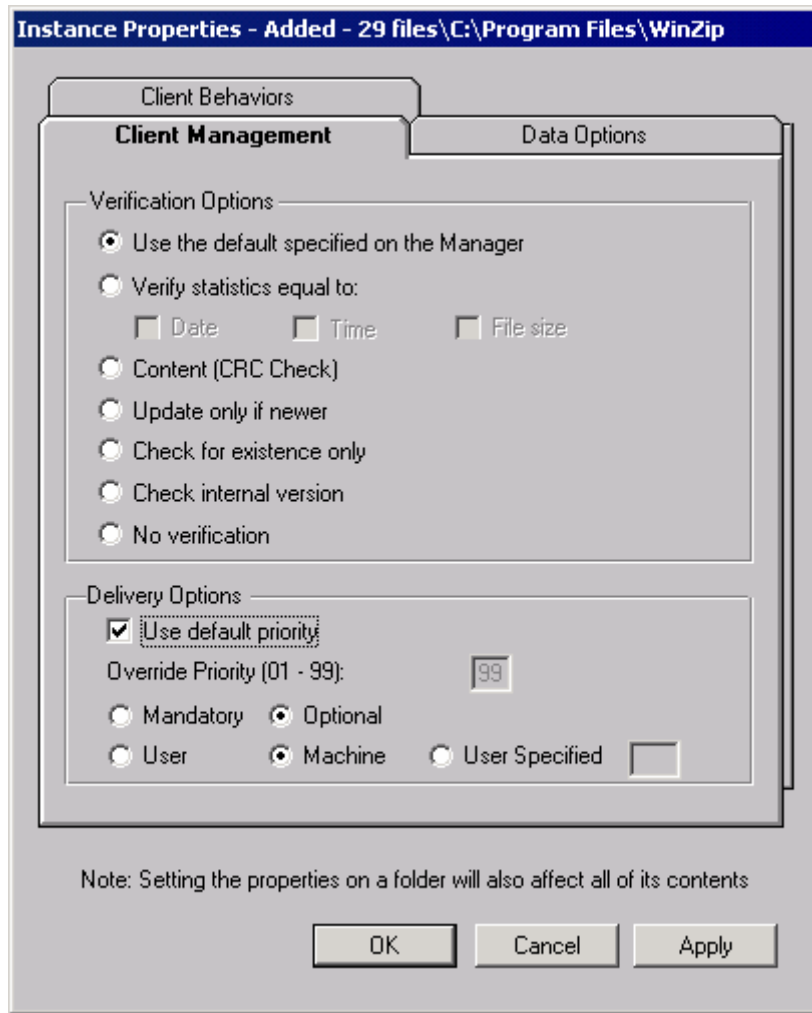 Instance Properties - Added - 29 files\C:\Program Files\WinZip
Client Behaviors
Client Management Data Options
Verification Options
Use the default specified on the Manager
Verify statistics equal to:
Date Time File size
Content (CRC Check)
Update only if newer
Check for existence only
Check internal version
No verification
Delivery Options
Use default priority
Override Priority (01 - 99): 99
Mandatory Optional
User Machine User Specified
Note: Setting the properties on a folder will also affect all of its contents
OK Cancel Apply